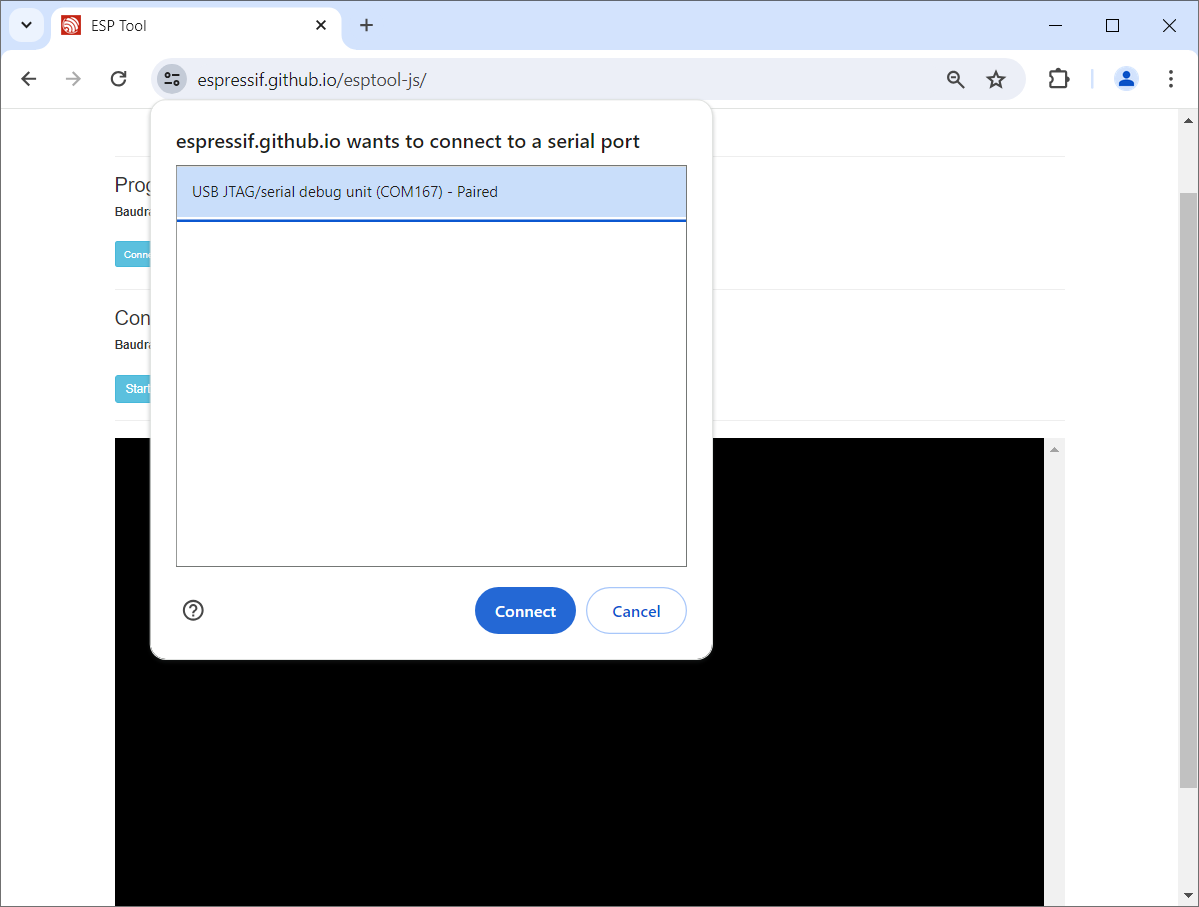 ESP Tool
espressif.github.io/esptool-js/
espressif.github.io wants to connect to a serial port
USB JTAG/serial debug unit (COM167) - Paired
Prog
Baudra
Conne
Con
Baudra
Start
Connect
Cancel